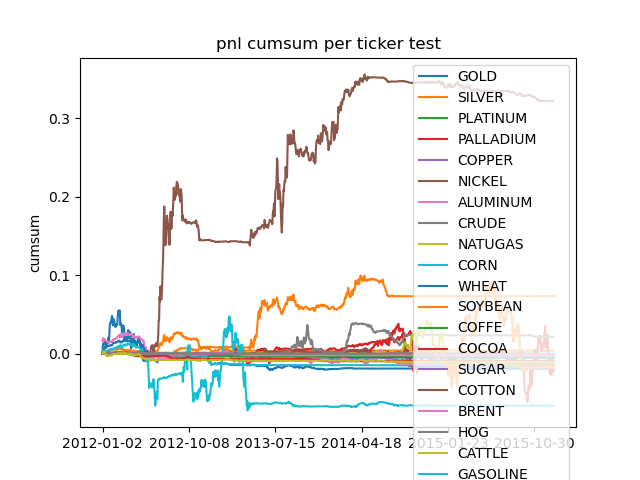 pnl cumsum per ticker test
cumsum
0.3
0.2
0.1
0.0
2012-01-02 2012-10-08 2013-07-15 2014-04-18 2015-01-23 2015-10-30
GOLD
SILVER
PLATINUM
PALLADIUM
COPPER
NICKEL
ALUMINUM
CRUDE
NATUGAS
CORN
WHEAT
SOYBEAN
COFFE
COCOA
SUGAR
COTTON
BRENT
HOG
CATTLE
GASOLINE